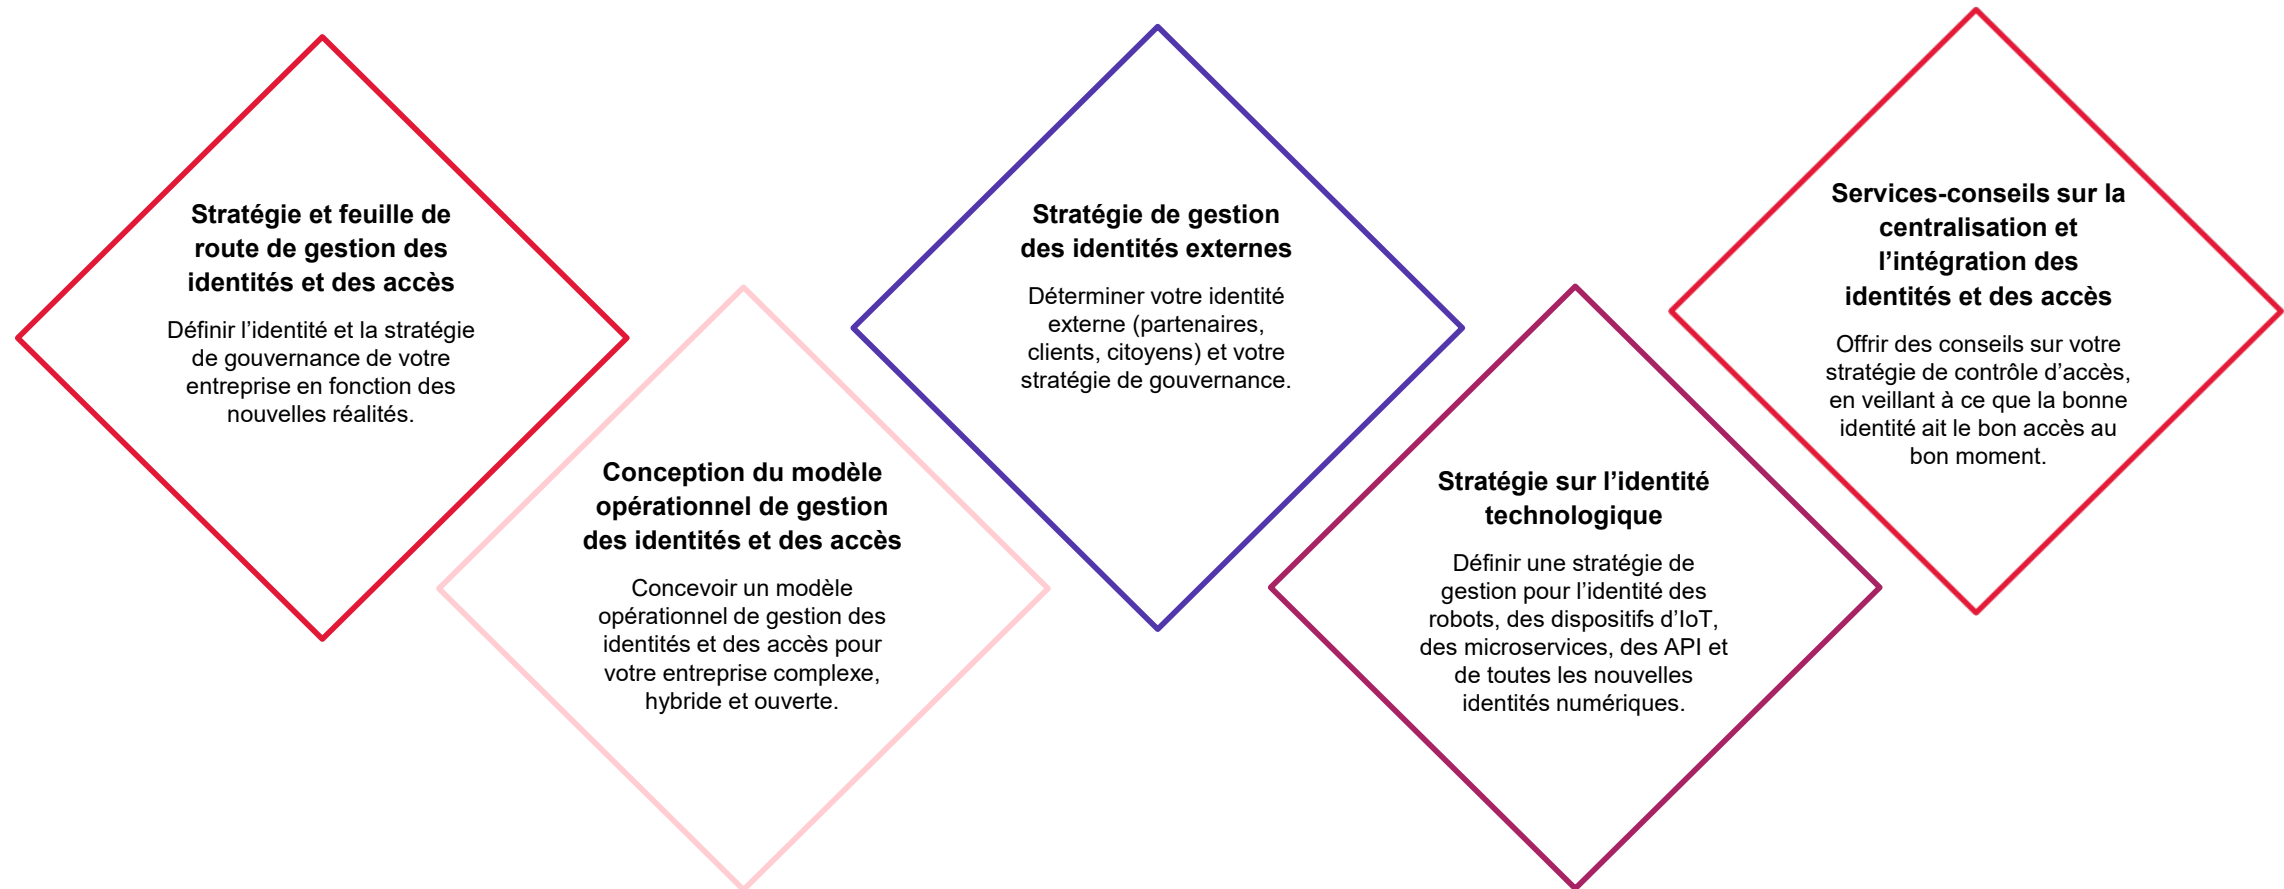 Stratégie et feuille de
route de gestion des
identités et des accès
Définir l’identité et la stratégie
de gouvernance de votre
entreprise en fonction des
nouvelles réalités.
Conception du modèle
opérationnel de gestion
des identités et des accès
Concevoir un modèle
opérationnel de gestion des
identités et des accès pour
votre entreprise complexe,
hybride et ouverte.
Stratégie de gestion
des identités externes
Déterminer votre identité
externe (partenaires,
clients, citoyens) et votre
stratégie de gouvernance.
Stratégie sur l’identité
technologique
Définir une stratégie de
gestion pour l’identité des
robots, des dispositifs d’IoT,
des microservices, des API et
de toutes les nouvelles
identités numériques.
Services-conseils sur la
centralisation et
l’intégration des
identités et des accès
Offrir des conseils sur votre
stratégie de contrôle d’accès,
en veillant à ce que la bonne
identité ait le bon accès au
bon moment.